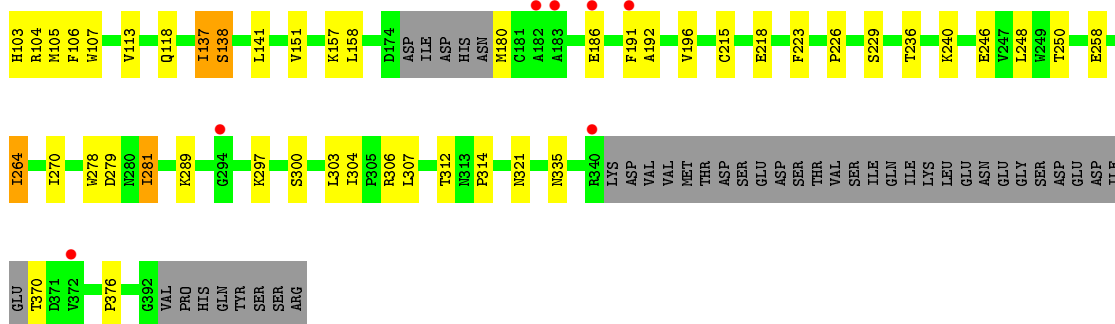 H103 R104 M105 F106 W107 V113 Q118 I137 S138 L141 V151 K157 L158 D174 ASP ILE ASP HIS ASN M180 C181 A182 A183 E186 F191 A192 V196 C215 E218 F223 P226 S229 T236 K240 E246 V247 L248 W249 T250 E258
I264 I270 W278 D279 N280 I281 K289 G294 K297 S300 L303 I304 P305 R306 L307 T312 N313 P314 N321 N335 R340 LYS ASP VAL VAL MET THR ASP SER GLU ASP SER THR VAL SER ILE GLN ILE LYS LEU GLU ASN GLU GLY SER ASP GLU ASP ILE
GLU T370 D371 V372 P376 G392 VAL PRO HIS GLN TYR SER SER ARG